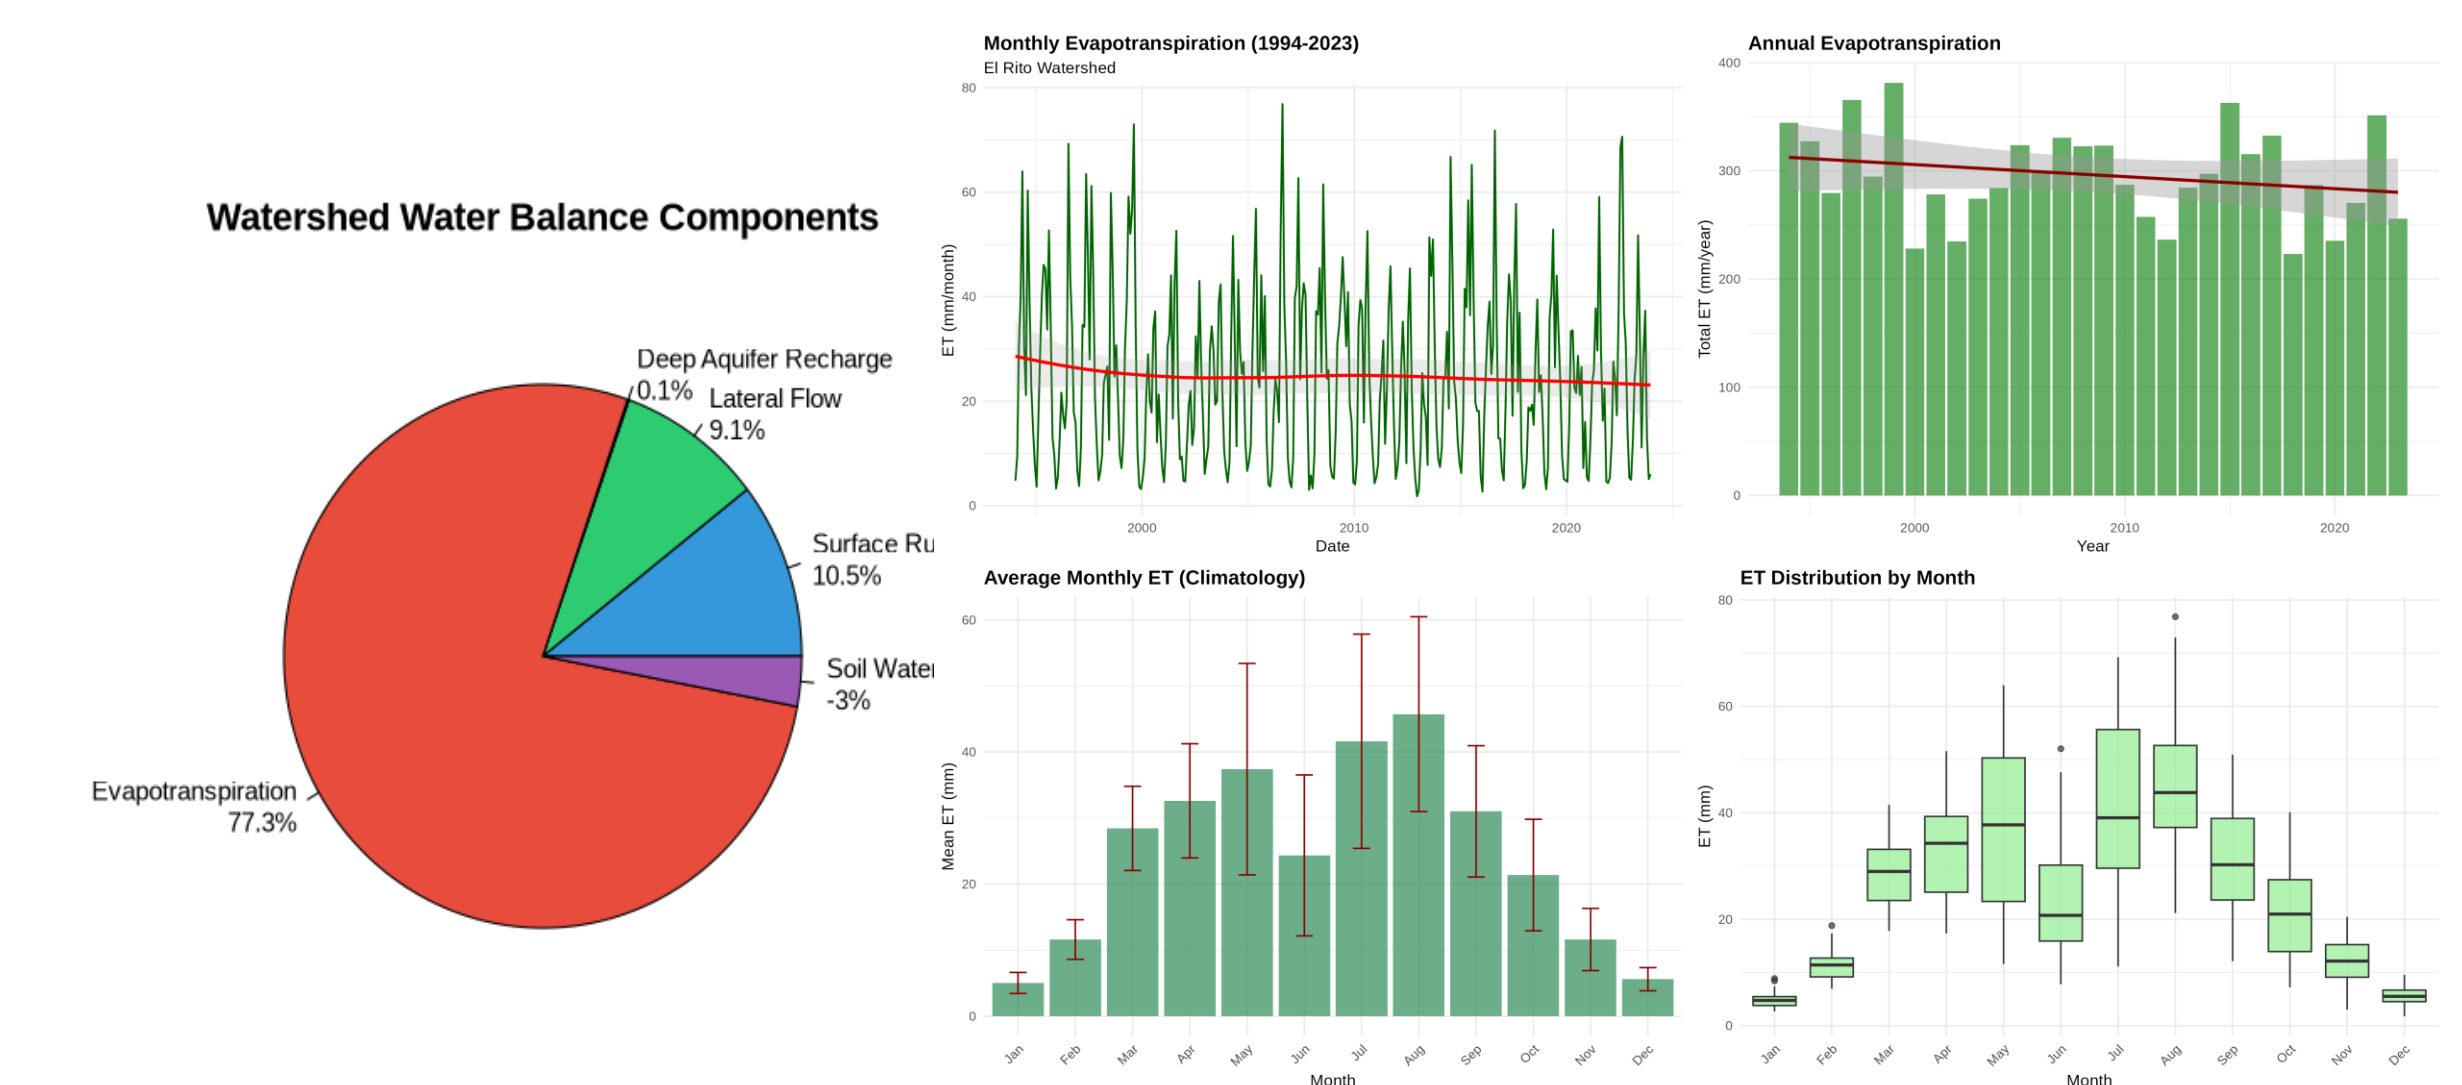 Watershed Water Balance Components
Deep Aquifer Recharge
0.1%
Lateral Flow
9.1%
Surface Ru
10.5%
Soil Water
-3%
Evapotranspiration
77.3%
Monthly Evapotranspiration (1994-2023)
El Rito Watershed
ET (mm/month)
80
60
40
20
0
2000
2010
2020
Date
Annual Evapotranspiration
Total ET (mm/year)
400
300
200
100
0
2000
2010
2020
Year
Average Monthly ET (Climatology)
Mean ET (mm)
60
40
20
0
Jan
Feb
Mar
Apr
May
Jun
Jul
Aug
Sep
Oct
Nov
Dec
Month
ET Distribution by Month
ET (mm)
80
60
40
20
0
Jan
Feb
Mar
Apr
May
Jun
Jul
Aug
Sep
Oct
Nov
Dec
Month